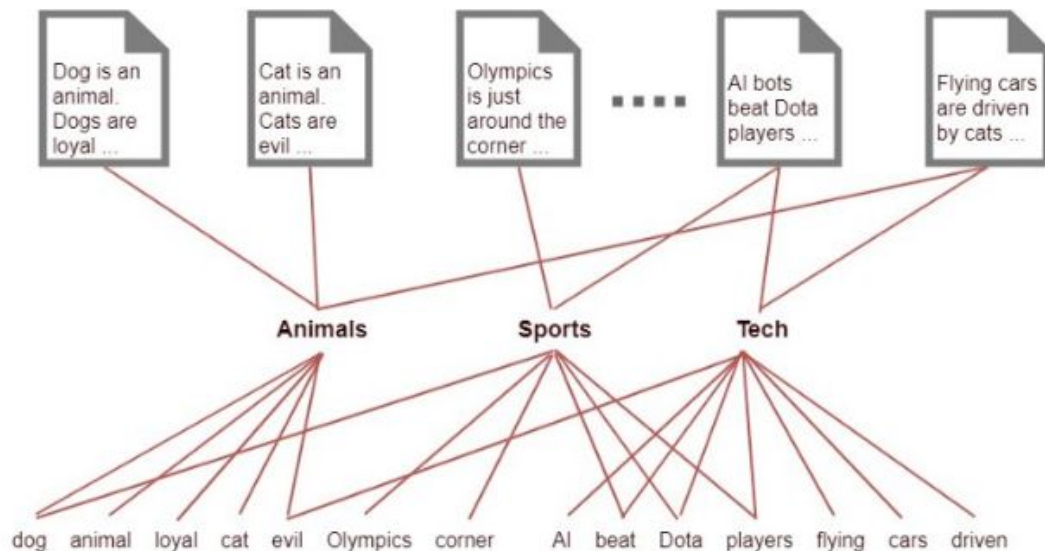 Dog is an
animal.
Dogs are
loyal ...
Cat is an
animal.
Cats are
evil ...
Olympics
is just
around the
corner ...
AI bots
beat Dota
players ...
Flying cars
are driven
by cats ...
Animals Sports Tech
dog animal loyal cat evil Olympics corner AI beat Dota players flying cars driven